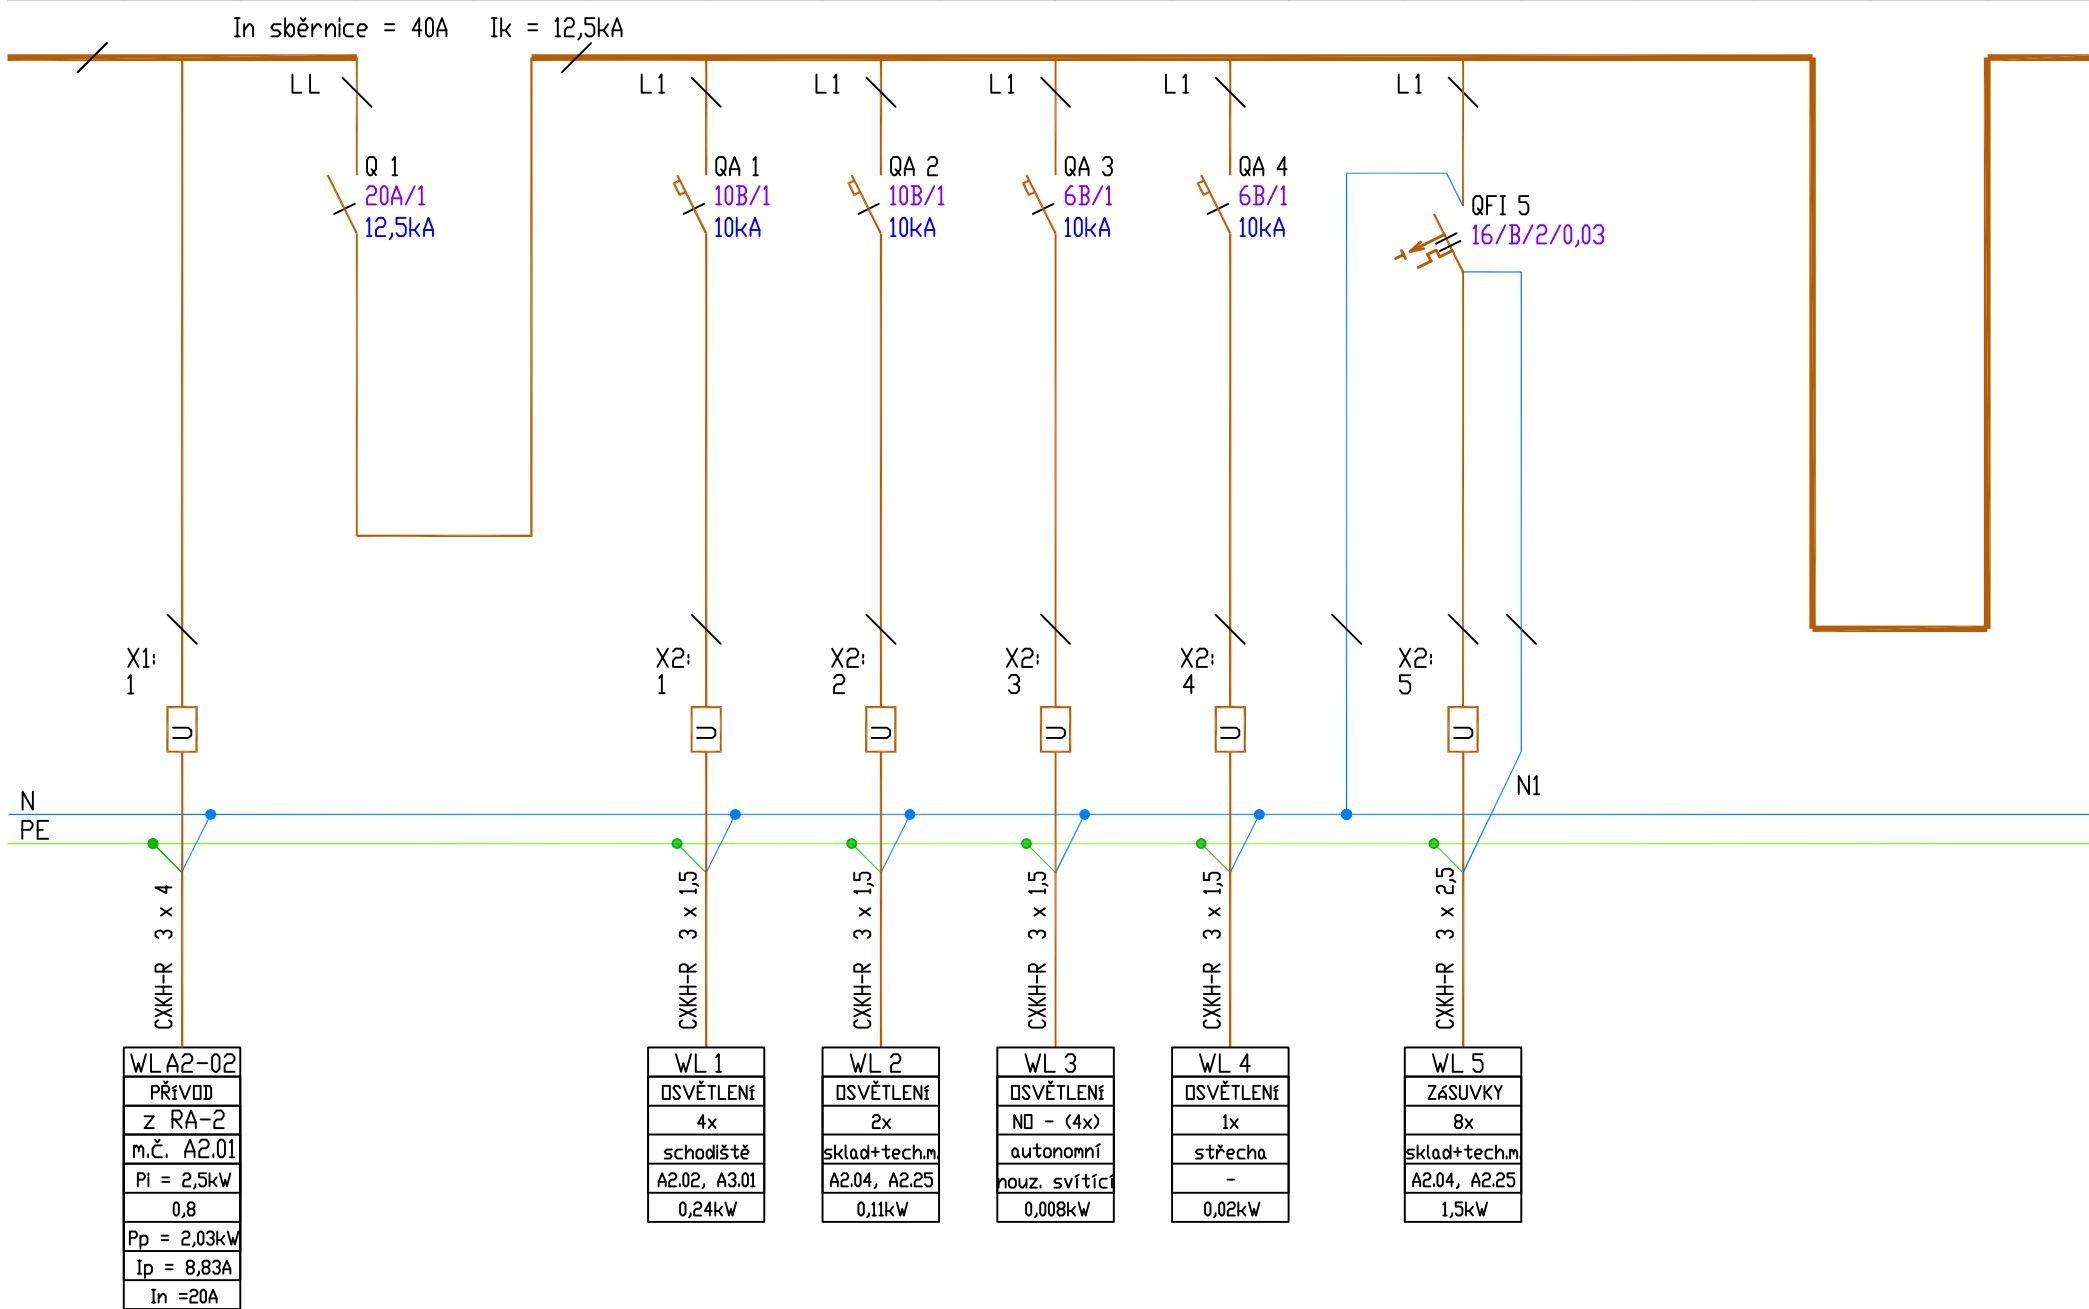 In sběrnice = 40A   Ik = 12,5kA
LL
L1
L1
L1
L1
L1
Q 1
20A/1
12,5kA
QA 1
10B/1
10kA
QA 2
10B/1
10kA
QA 3
6B/1
10kA
QA 4
6B/1
10kA
QFI 5
16/B/2/0,03
X1:
1
X2:
1
X2:
2
X2:
3
X2:
4
X2:
5
U
U
U
U
U
U
N
PE
N1
CXKH-R 3 x 4
CXKH-R 3 x 1,5
CXKH-R 3 x 1,5
CXKH-R 3 x 1,5
CXKH-R 3 x 1,5
CXKH-R 3 x 2,5
WLA2-02
PŘÍVOD
z RA-2
m.č. A2.01
Pi = 2,5kW
0,8
Pp = 2,03kW
Ip = 8,83A
In =20A
WL 1
OSVĚTLENÍ
4x
schodiště
A2.02, A3.01
0,24kW
WL 2
OSVĚTLENÍ
2x
sklad+tech.m.
A2.04, A2.25
0,11kW
WL 3
OSVĚTLENÍ
NO - (4x)
autonomní
nouz. svítící
0,008kW
WL 4
OSVĚTLENÍ
1x
střecha
-
0,02kW
WL 5
ZÁSUVKY
8x
sklad+tech.m.
A2.04, A2.25
1,5kW